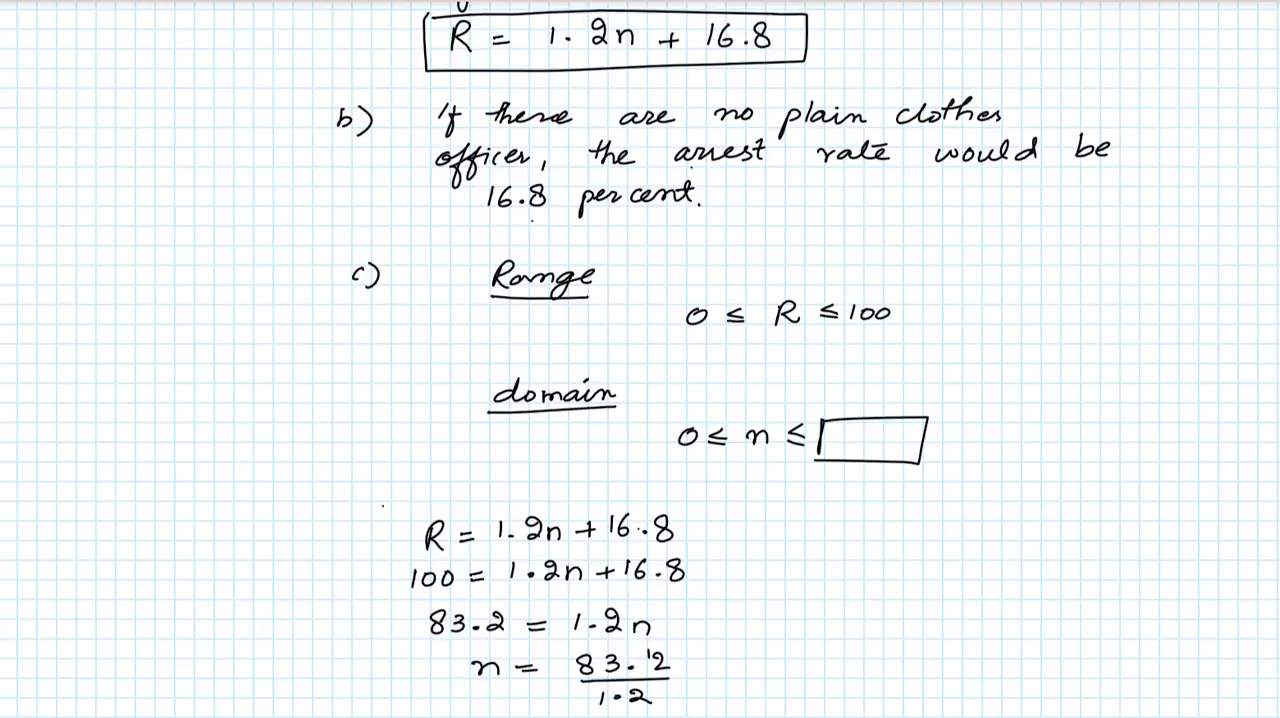 R = 1.2n + 16.8
b) If there are no plain clothes
officer, the arrest rate would be
16.8 percent.
c) Range
0 ≤ R ≤ 100
domain
0 ≤ n ≤
R = 1.2n + 16.8
100 = 1.2n + 16.8
83.2 = 1.2n
n = 83.2
1.2